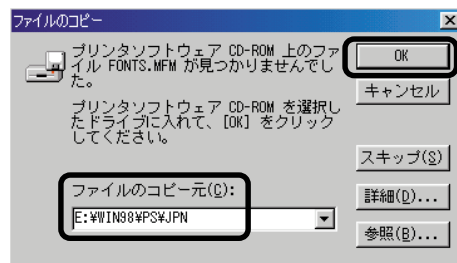 ファイルのコピー
プリンタソフトウェア CD-ROM 上のファ
イル FONTS.MFM が見つかりませんでし
た。
プリンタソフトウェア CD-ROM を選択し
たドライブに入れて、[OK] をクリック
してください。
ファイルのコピー元(C):
E:¥WIN98¥PS¥JPN
OK
キャンセル
スキップ(S)
詳細(D)...
参照(B)...